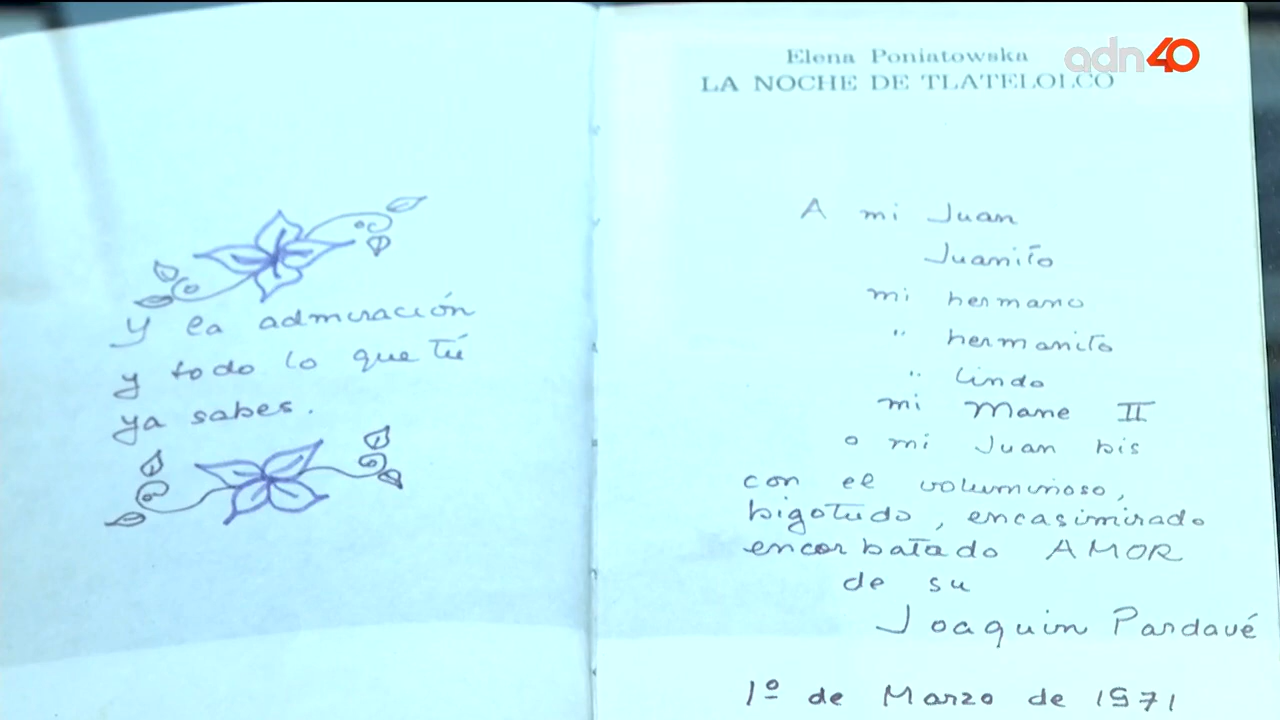 Y la admiración
y todo lo que tú
ya sabes.
Elena Poniatowska
LA NOCHE DE TLATELOLCO
adn40
A mi Juan
Juanito
mi hermano
" hermanito
" lindo
mi Mane II
o mi Juan bis
con el voluminoso,
bigotudo, encasimirado
encorbatado AMOR
de su
Joaquin Pardavé
1º de Marzo de 1971